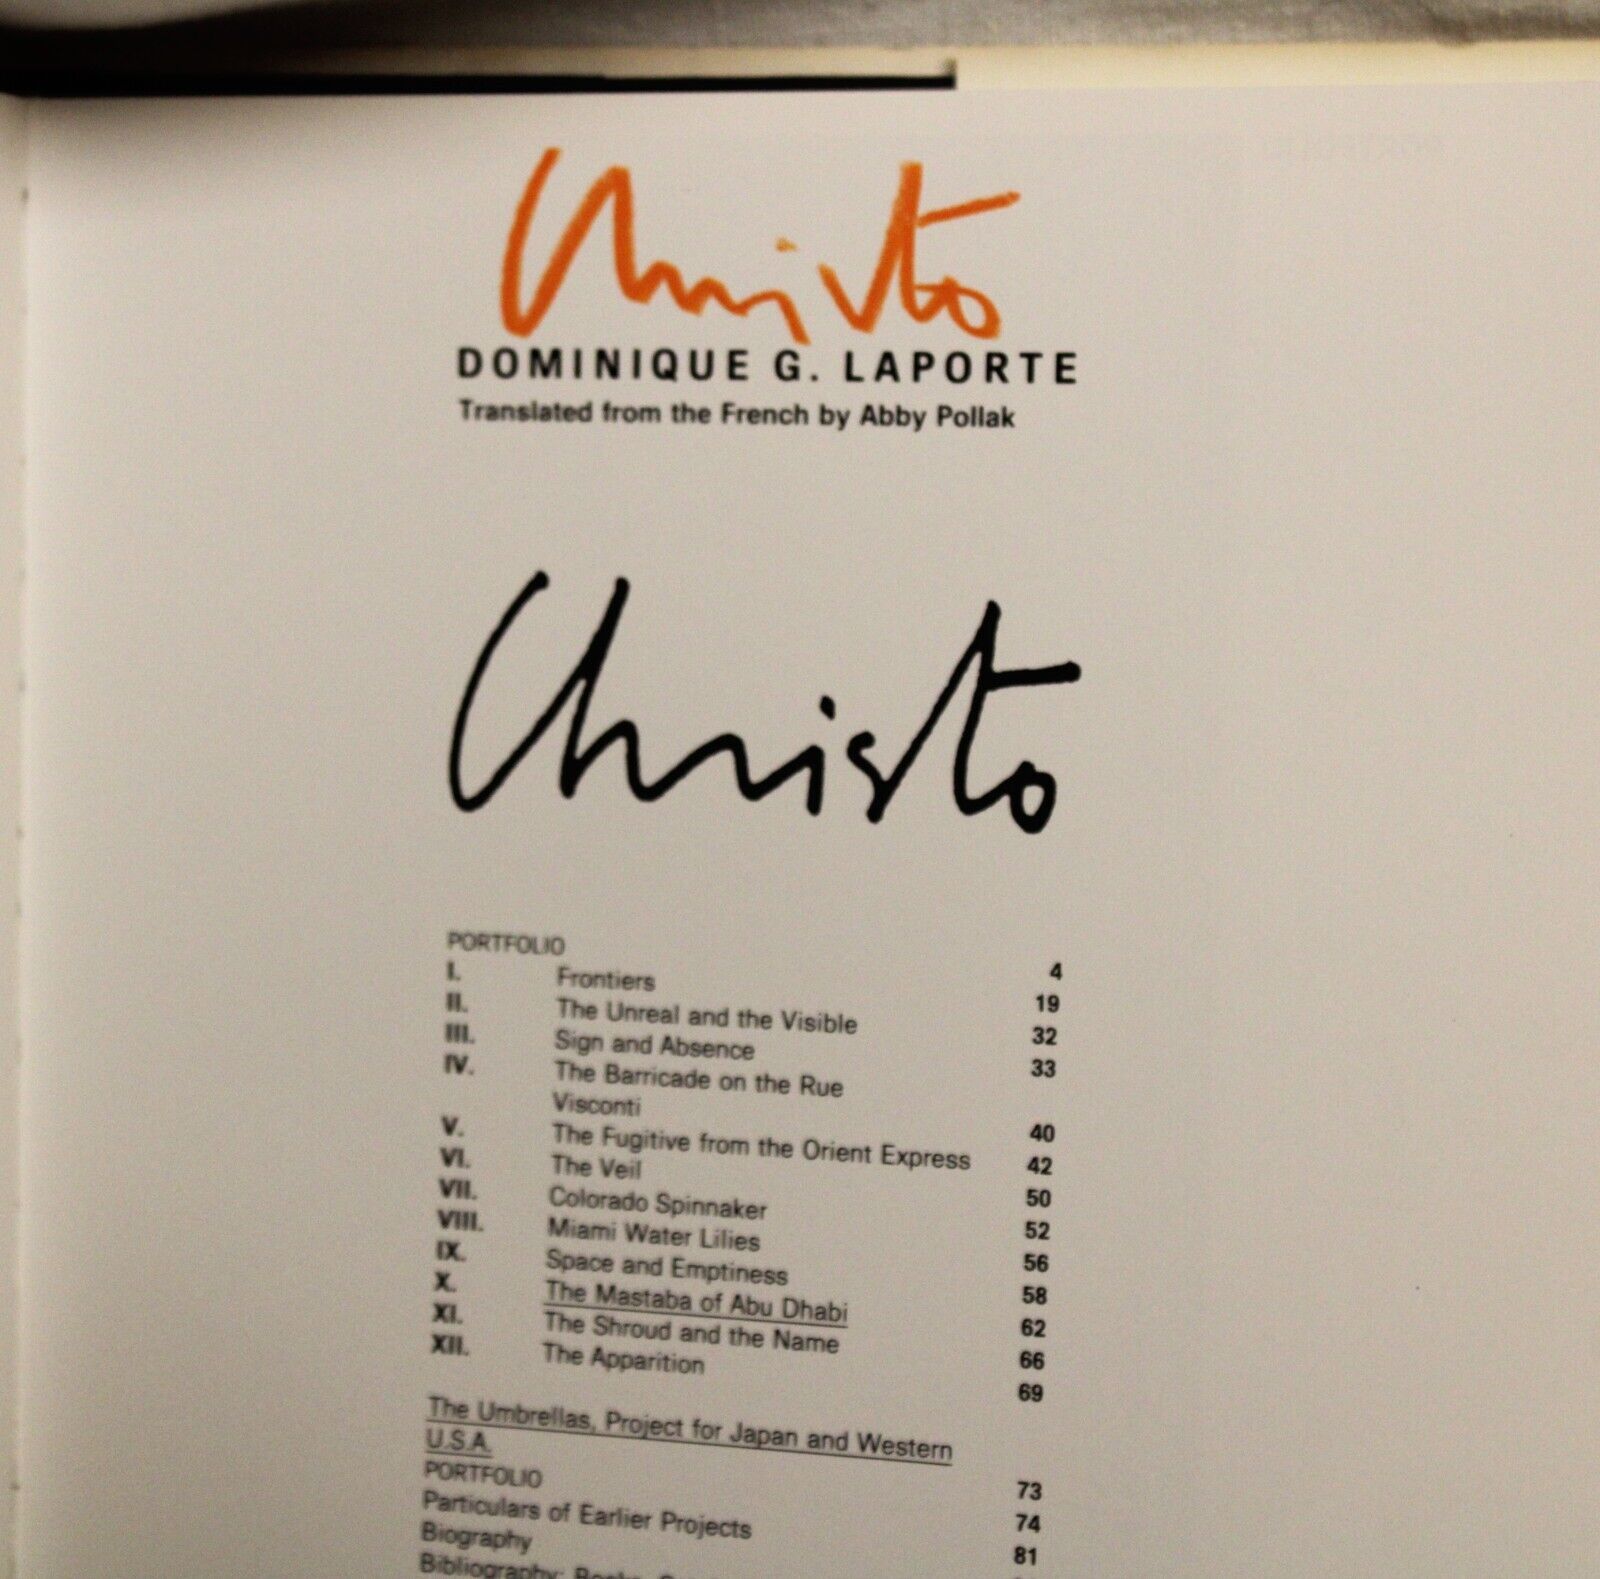 Christo
DOMINIQUE G. LAPORTE
Translated from the French by Abby Pollak
Christo
PORTFOLIO 4
I. Frontiers 19
II. The Unreal and the Visible 32
III. Sign and Absence 33
IV. The Barricade on the Rue
Visconti 40
V. The Fugitive from the Orient Express 42
VI. The Veil 50
VII. Colorado Spinnaker 52
VIII. Miami Water Lilies 56
IX. Space and Emptiness 58
X. The Mastaba of Abu Dhabi 62
XI. The Shroud and the Name 66
XII. The Apparition 69
The Umbrellas, Project for Japan and Western
U.S.A. 73
PORTFOLIO 74
Particulars of Earlier Projects 81
Biography
Bibliography: Books,